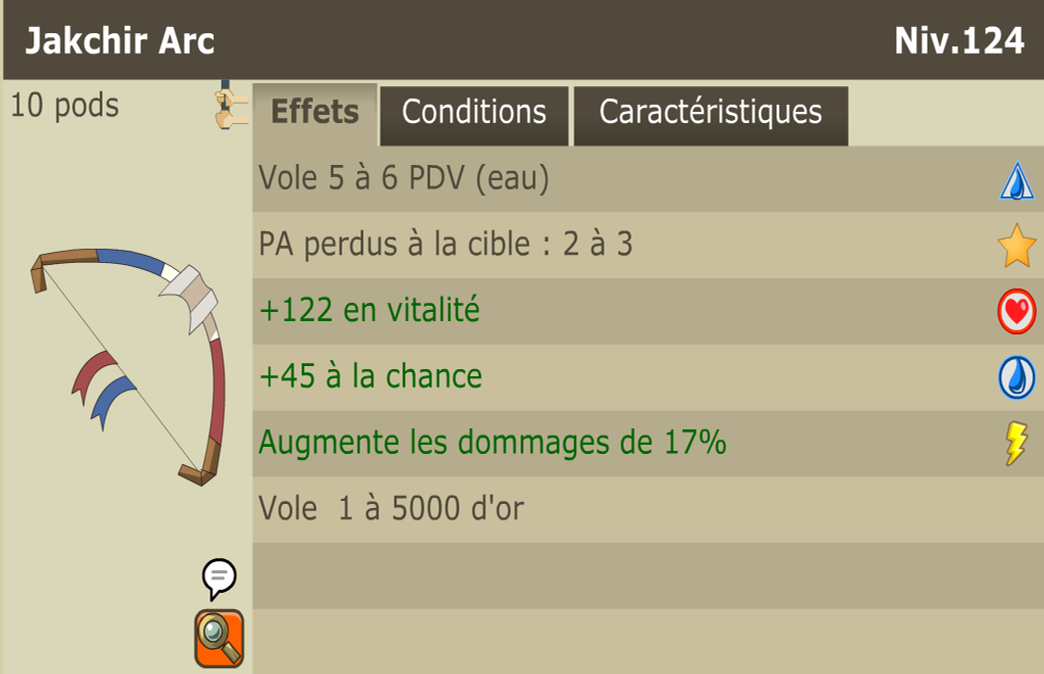 Jakchir Arc
Niv.124
10 pods
Effets
Conditions
Caractéristiques
Vole 5 à 6 PDV (eau)
PA perdus à la cible : 2 à 3
+122 en vitalité
+45 à la chance
Augmente les dommages de 17%
Vole  1 à 5000 d'or